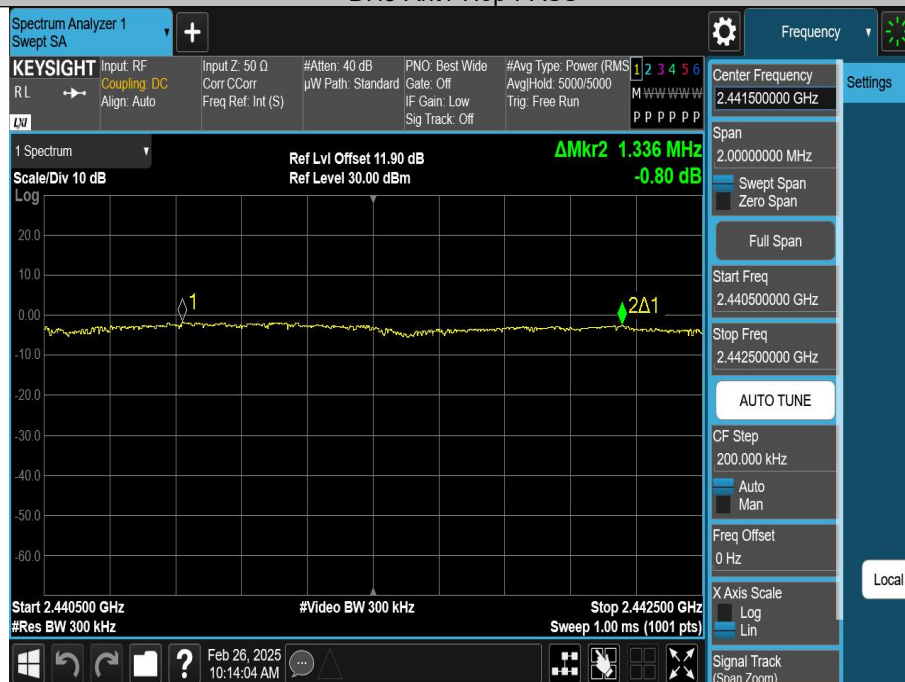 Spectrum Analyzer 1
Swept SA
Frequency
KEYSIGHT
RL
LXI
Input: RF
Coupling: DC
Align: Auto
Input Z: 50 Ω
Corr CCorr
Freq Ref: Int (S)
#Atten: 40 dB
µW Path: Standard
PNO: Best Wide
Gate: Off
IF Gain: Low
Sig Track: Off
#Avg Type: Power (RMS
Avg|Hold: 5000/5000
Trig: Free Run
1 2 3 4 5 6
M W W W W W
P P P P P P
Center Frequency
2.441500000 GHz
Settings
Span
2.00000000 MHz
Swept Span
Zero Span
Full Span
Start Freq
2.440500000 GHz
Stop Freq
2.442500000 GHz
AUTO TUNE
CF Step
200.000 kHz
Auto
Man
Freq Offset
0 Hz
X Axis Scale
Log
Lin
Signal Track
(Span Zoom)
Local
1 Spectrum
Scale/Div 10 dB
Log
Ref Lvl Offset 11.90 dB
Ref Level 30.00 dBm
ΔMkr2 1.336 MHz
-0.80 dB
20.0
10.0
0.00
-10.0
-20.0
-30.0
-40.0
-50.0
-60.0
1
2Δ1
Start 2.440500 GHz
#Res BW 300 kHz
#Video BW 300 kHz
Stop 2.442500 GHz
Sweep 1.00 ms (1001 pts)
?
Feb 26, 2025
10:14:04 AM